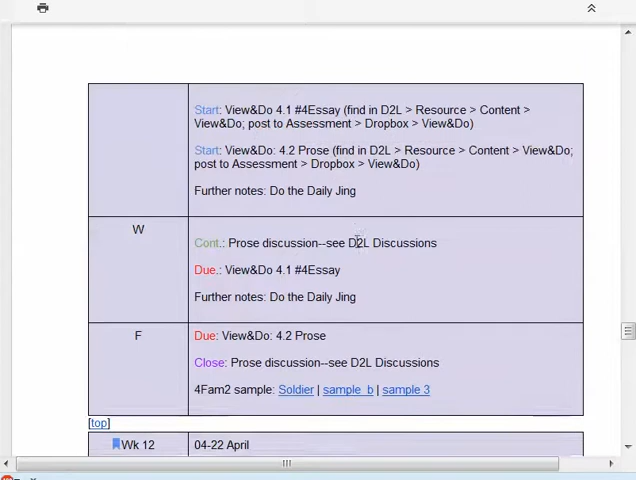 Start: View&Do 4.1 #4Essay (find in D2L > Resource > Content >
View&Do; post to Assessment > Dropbox > View&Do)
Start: View&Do: 4.2 Prose (find in D2L > Resource > Content > View&Do;
post to Assessment > Dropbox > View&Do)
Further notes: Do the Daily Jing
W
Cont.: Prose discussion--see D2L Discussions
Due.: View&Do 4.1 #4Essay
Further notes: Do the Daily Jing
F
Due: View&Do: 4.2 Prose
Close: Prose discussion--see D2L Discussions
4Fam2 sample: Soldier | sample b | sample 3
[top]
Wk 12 04-22 April